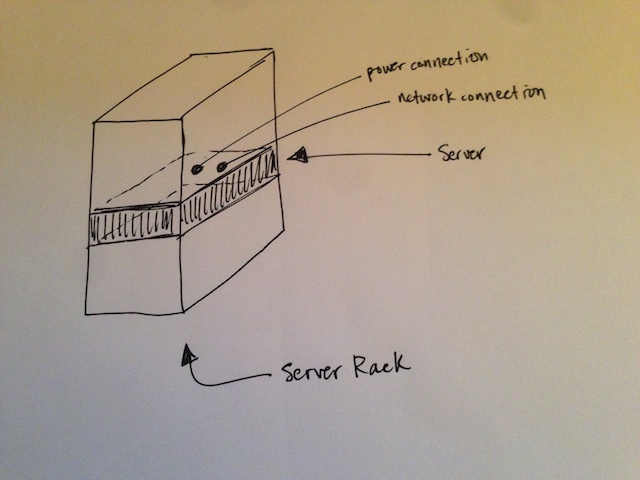 power connection
network connection
Server
Server Rack